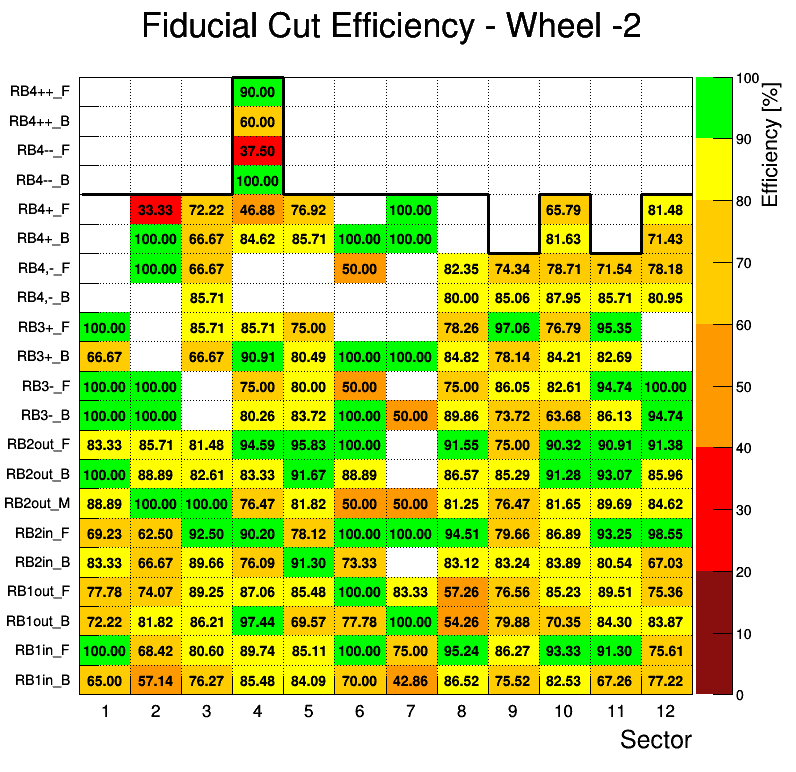 Fiducial Cut Efficiency - Wheel -2
RB4++_F 90.00 100
RB4++_B 60.00
RB4--_F 37.50 90
RB4--_B 100.00
RB4+_F 33.33 72.22 46.88 76.92 100.00 65.79 81.48 80
RB4+_B 100.00 66.67 84.62 85.71 100.00 100.00 81.63 71.43
RB4,-_F 100.00 66.67 50.00 82.35 74.34 78.71 71.54 78.18 70
RB4,-_B 85.71 80.00 85.06 87.95 85.71 80.95
RB3+_F 100.00 85.71 85.71 75.00 78.26 97.06 76.79 95.35 60
RB3+_B 66.67 66.67 90.91 80.49 100.00 100.00 84.82 78.14 84.21 82.69
RB3-_F 100.00 100.00 75.00 80.00 50.00 75.00 86.05 82.61 94.74 100.00 50
RB3-_B 100.00 100.00 80.26 83.72 100.00 50.00 89.86 73.72 63.68 86.13 94.74
RB2out_F 83.33 85.71 81.48 94.59 95.83 100.00 91.55 75.00 90.32 90.91 91.38 40
RB2out_B 100.00 88.89 82.61 83.33 91.67 88.89 86.57 85.29 91.28 93.07 85.96
RB2out_M 88.89 100.00 100.00 76.47 81.82 50.00 50.00 81.25 76.47 81.65 89.69 84.62 30
RB2in_F 69.23 62.50 92.50 90.20 78.12 100.00 100.00 94.51 79.66 86.89 93.25 98.55
RB2in_B 83.33 66.67 89.66 76.09 91.30 73.33 83.12 83.24 83.89 80.54 67.03 20
RB1out_F 77.78 74.07 89.25 87.06 85.48 100.00 83.33 57.26 76.56 85.23 89.51 75.36
RB1out_B 72.22 81.82 86.21 97.44 69.57 77.78 100.00 54.26 79.88 70.35 84.30 83.87 10
RB1in_F 100.00 68.42 80.60 89.74 85.11 100.00 75.00 95.24 86.27 93.33 91.30 75.61
RB1in_B 65.00 57.14 76.27 85.48 84.09 70.00 42.86 86.52 75.52 82.53 67.26 77.22 0
1 2 3 4 5 6 7 8 9 10 11 12
Sector
Efficiency [%]